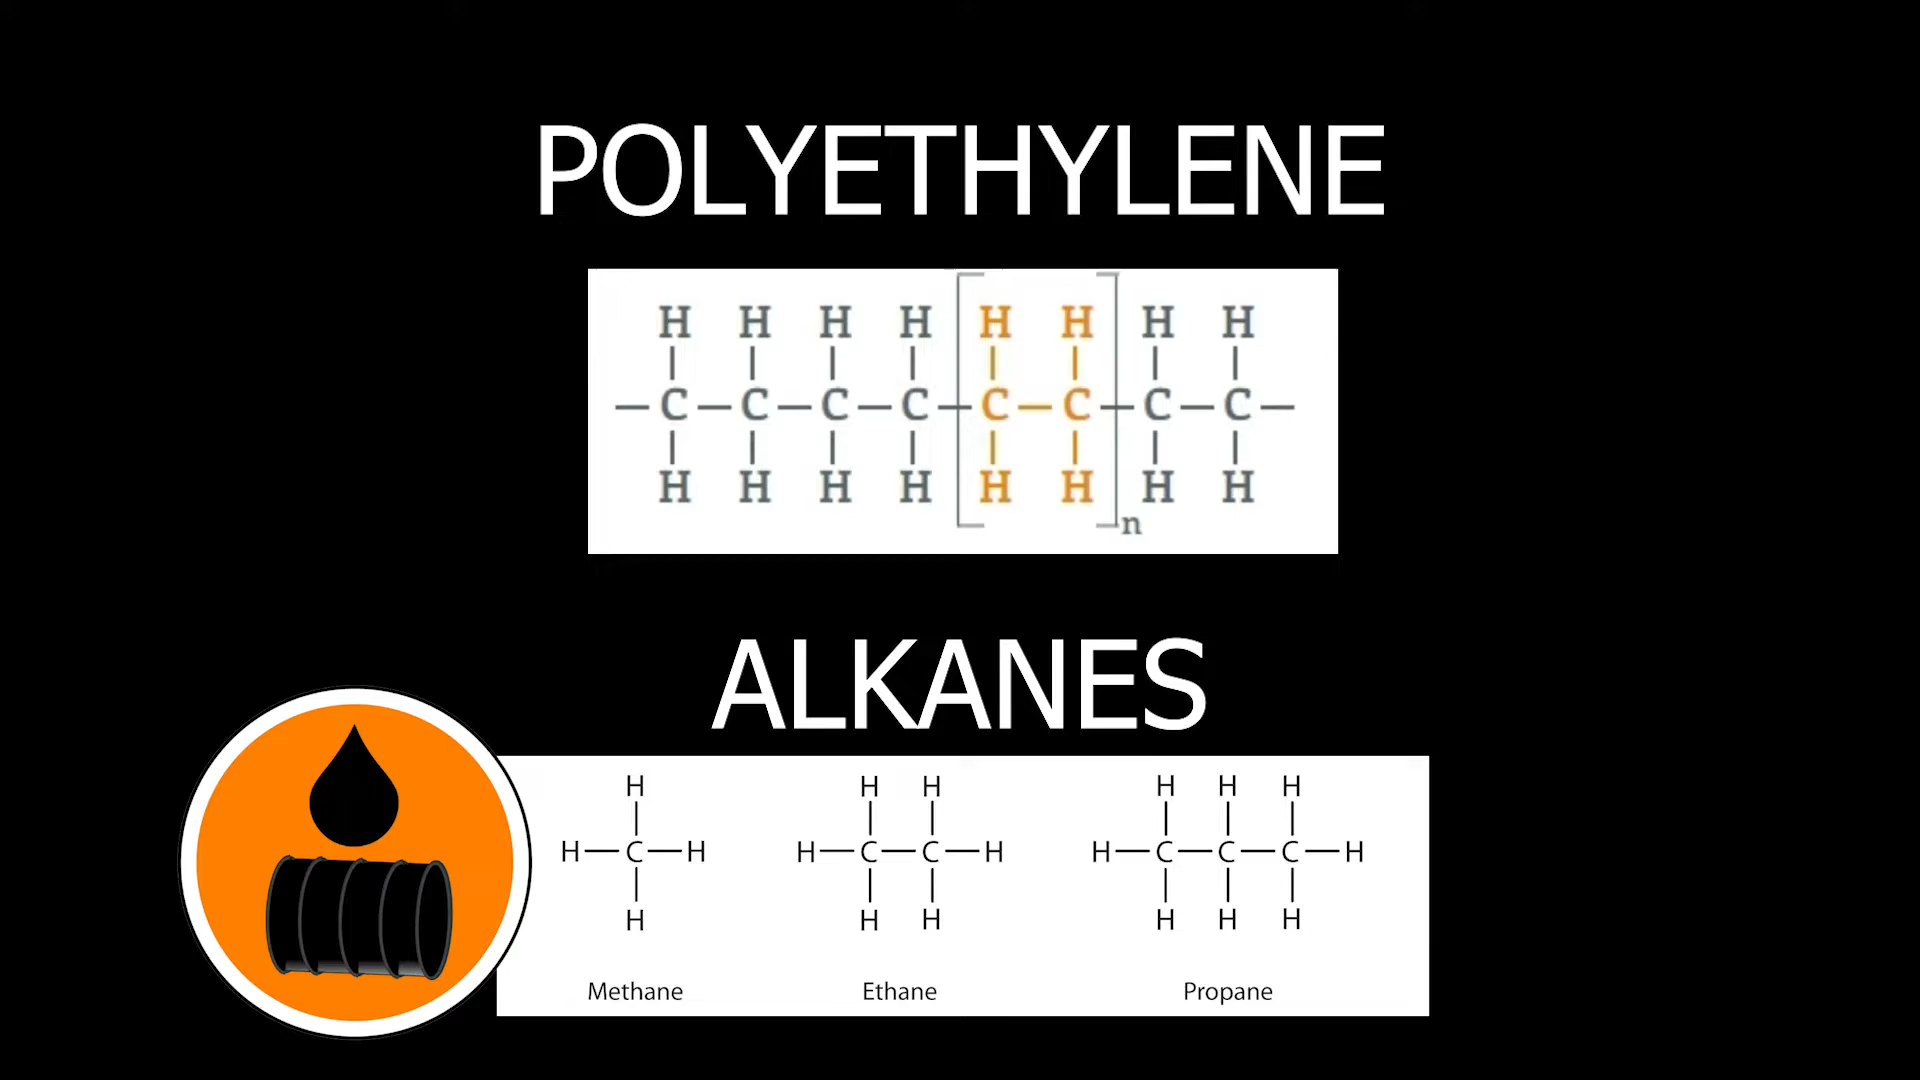 POLYETHYLENE
H H H H H H H H
C C C C C C C C
H H H H H H H H
n
ALKANES
H H H H H H
H C H H C C H H C C C H
H H H H H H
Methane Ethane Propane